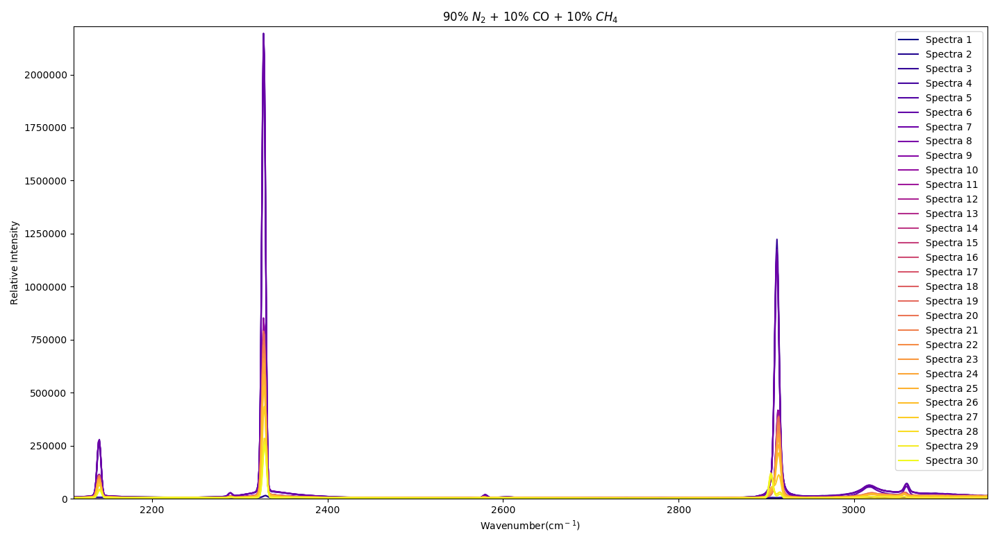 90% N₂ + 10% CO + 10% CH₄
Relative Intensity
2000000
1750000
1500000
1250000
1000000
750000
500000
250000
0
2200
2400
2600
2800
3000
Wavenumber(cm⁻¹)
Spectra 1
Spectra 2
Spectra 3
Spectra 4
Spectra 5
Spectra 6
Spectra 7
Spectra 8
Spectra 9
Spectra 10
Spectra 11
Spectra 12
Spectra 13
Spectra 14
Spectra 15
Spectra 16
Spectra 17
Spectra 18
Spectra 19
Spectra 20
Spectra 21
Spectra 22
Spectra 23
Spectra 24
Spectra 25
Spectra 26
Spectra 27
Spectra 28
Spectra 29
Spectra 30